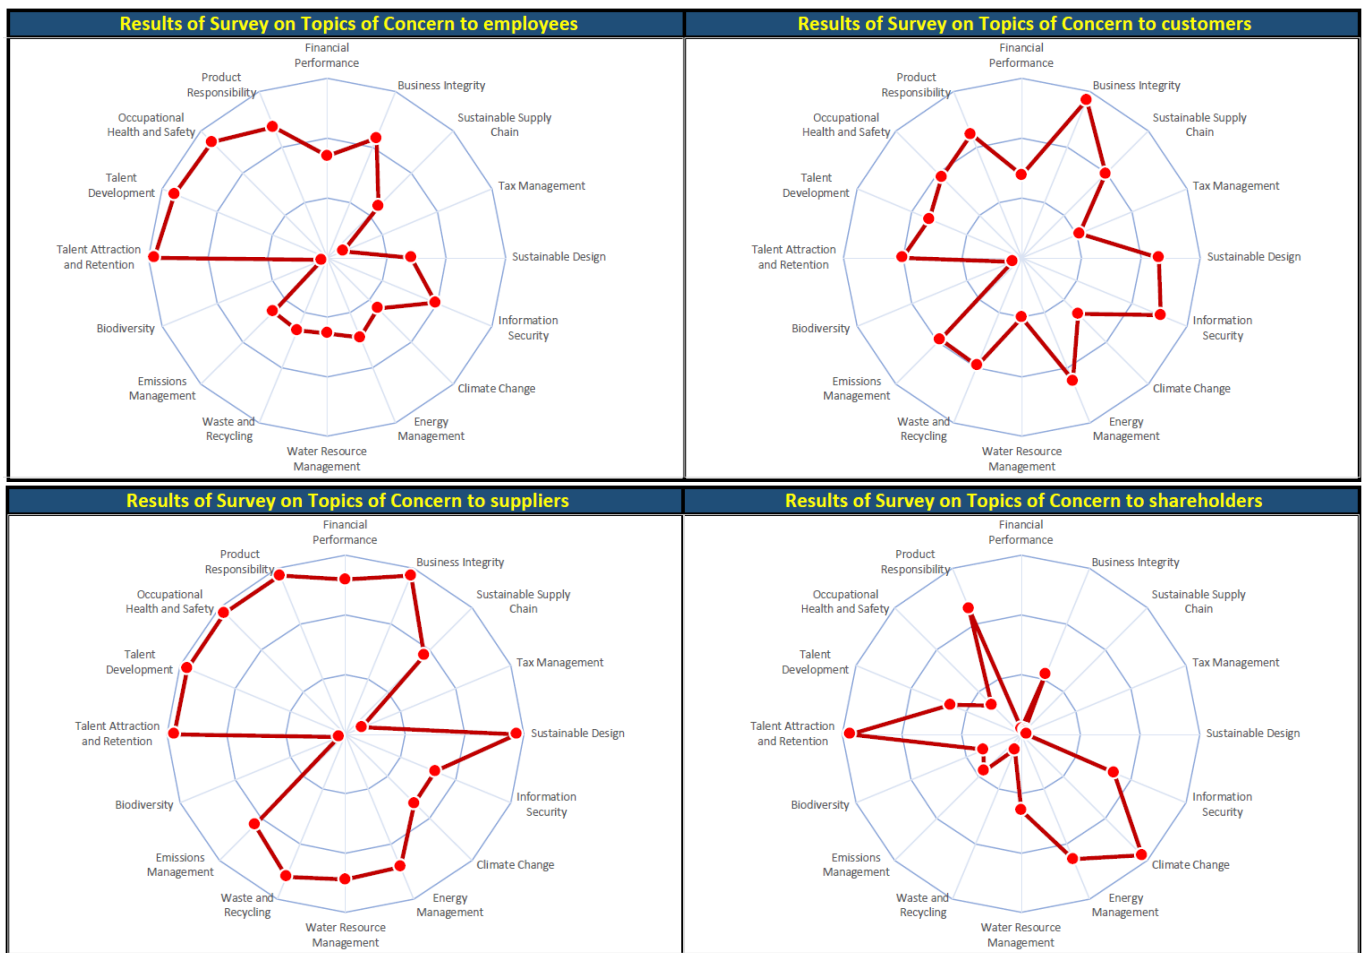 Results of Survey on Topics of Concern to employees
Financial
Performance
Business Integrity
Sustainable Supply
Chain
Tax Management
Sustainable Design
Information
Security
Climate Change
Energy
Management
Water Resource
Management
Waste and
Recycling
Emissions
Management
Biodiversity
Talent Attraction
and Retention
Talent
Development
Occupational
Health and Safety
Product
Responsibility
Results of Survey on Topics of Concern to customers
Financial
Performance
Business Integrity
Sustainable Supply
Chain
Tax Management
Sustainable Design
Information
Security
Climate Change
Energy
Management
Water Resource
Management
Waste and
Recycling
Emissions
Management
Biodiversity
Talent Attraction
and Retention
Talent
Development
Occupational
Health and Safety
Product
Responsibility
Results of Survey on Topics of Concern to suppliers
Financial
Performance
Business Integrity
Sustainable Supply
Chain
Tax Management
Sustainable Design
Information
Security
Climate Change
Energy
Management
Water Resource
Management
Waste and
Recycling
Emissions
Management
Biodiversity
Talent Attraction
and Retention
Talent
Development
Occupational
Health and Safety
Product
Responsibility
Results of Survey on Topics of Concern to shareholders
Financial
Performance
Business Integrity
Sustainable Supply
Chain
Tax Management
Sustainable Design
Information
Security
Climate Change
Energy
Management
Water Resource
Management
Waste and
Recycling
Emissions
Management
Biodiversity
Talent Attraction
and Retention
Talent
Development
Occupational
Health and Safety
Product
Responsibility